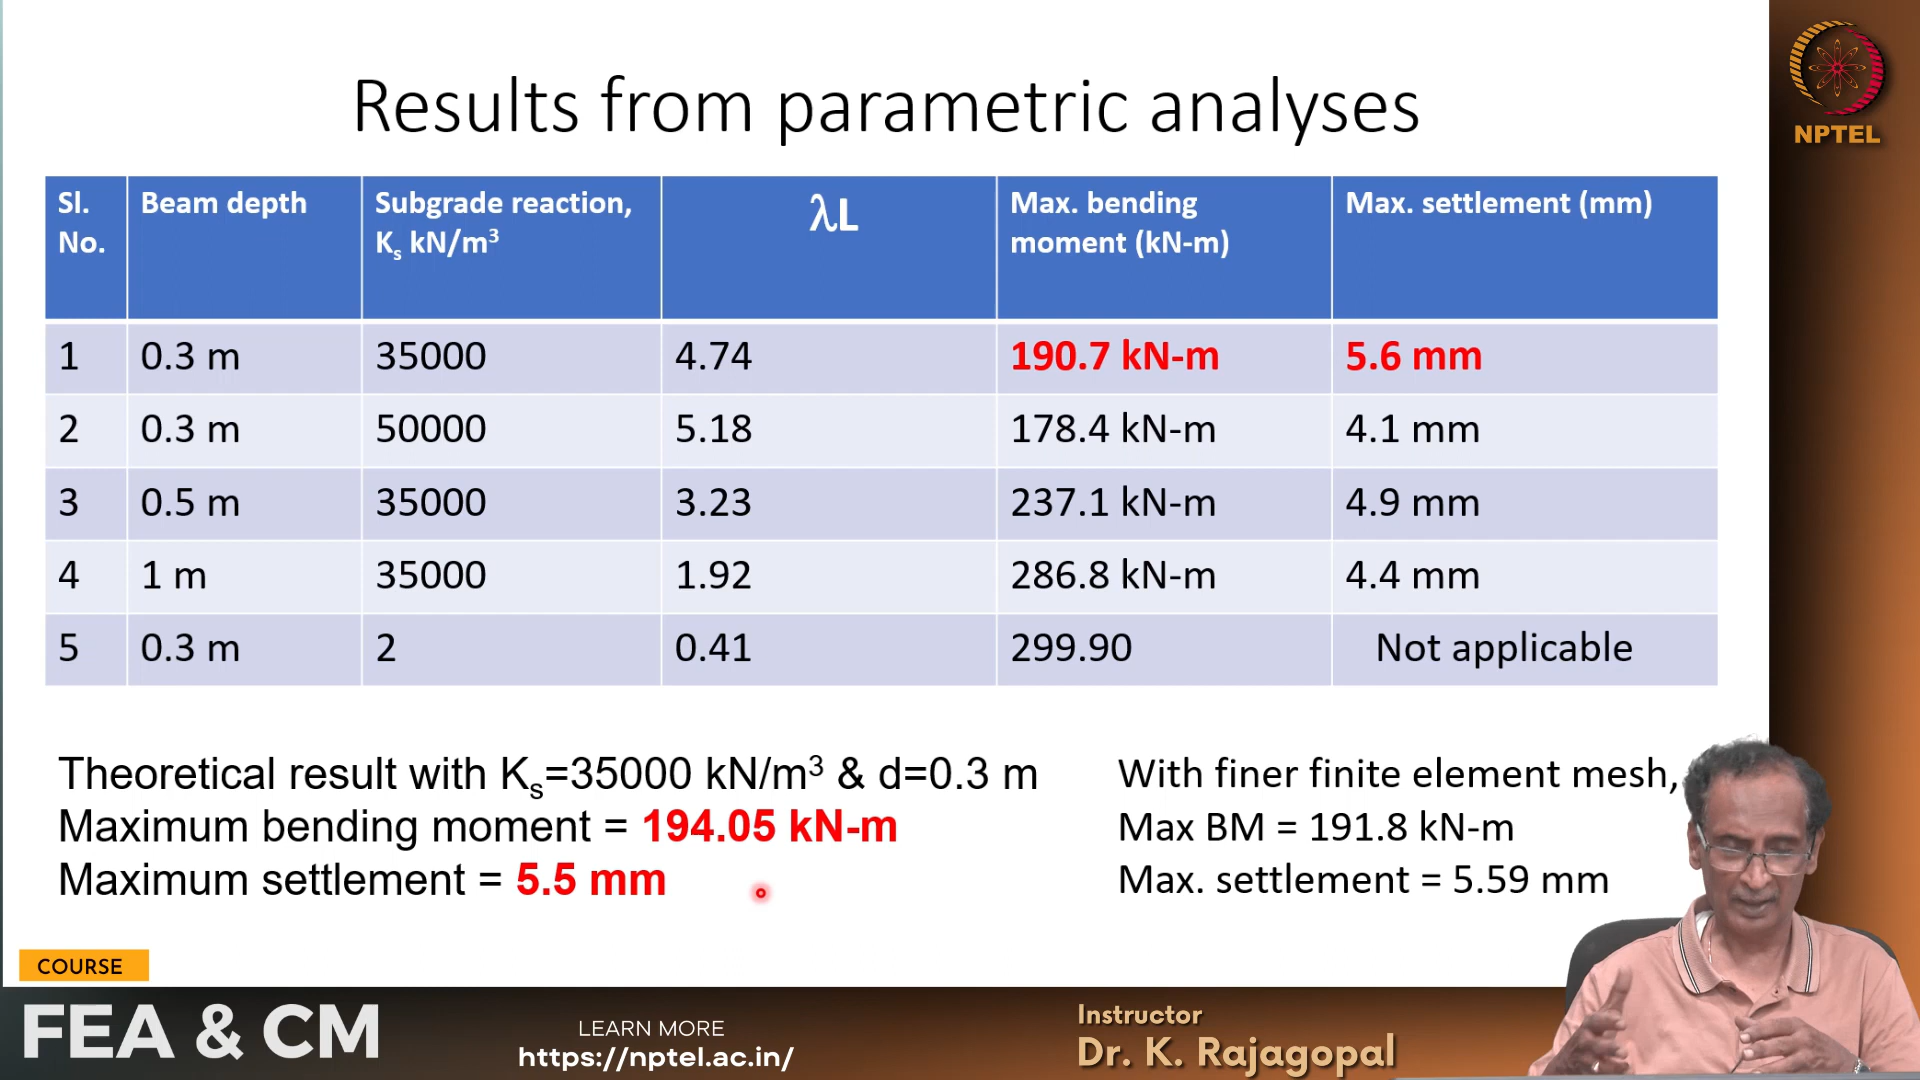 Results from parametric analyses
NPTEL
Sl. No. Beam depth Subgrade reaction, Ks kN/m³ λL Max. bending moment (kN-m) Max. settlement (mm)
1 0.3 m 35000 4.74 190.7 kN-m 5.6 mm
2 0.3 m 50000 5.18 178.4 kN-m 4.1 mm
3 0.5 m 35000 3.23 237.1 kN-m 4.9 mm
4 1 m 35000 1.92 286.8 kN-m 4.4 mm
5 0.3 m 2 0.41 299.90 Not applicable
Theoretical result with Ks=35000 kN/m³ & d=0.3 m
Maximum bending moment = 194.05 kN-m
Maximum settlement = 5.5 mm
With finer finite element mesh,
Max BM = 191.8 kN-m
Max. settlement = 5.59 mm
COURSE
FEA & CM
LEARN MORE
https://nptel.ac.in/
Instructor
Dr. K. Rajagopal